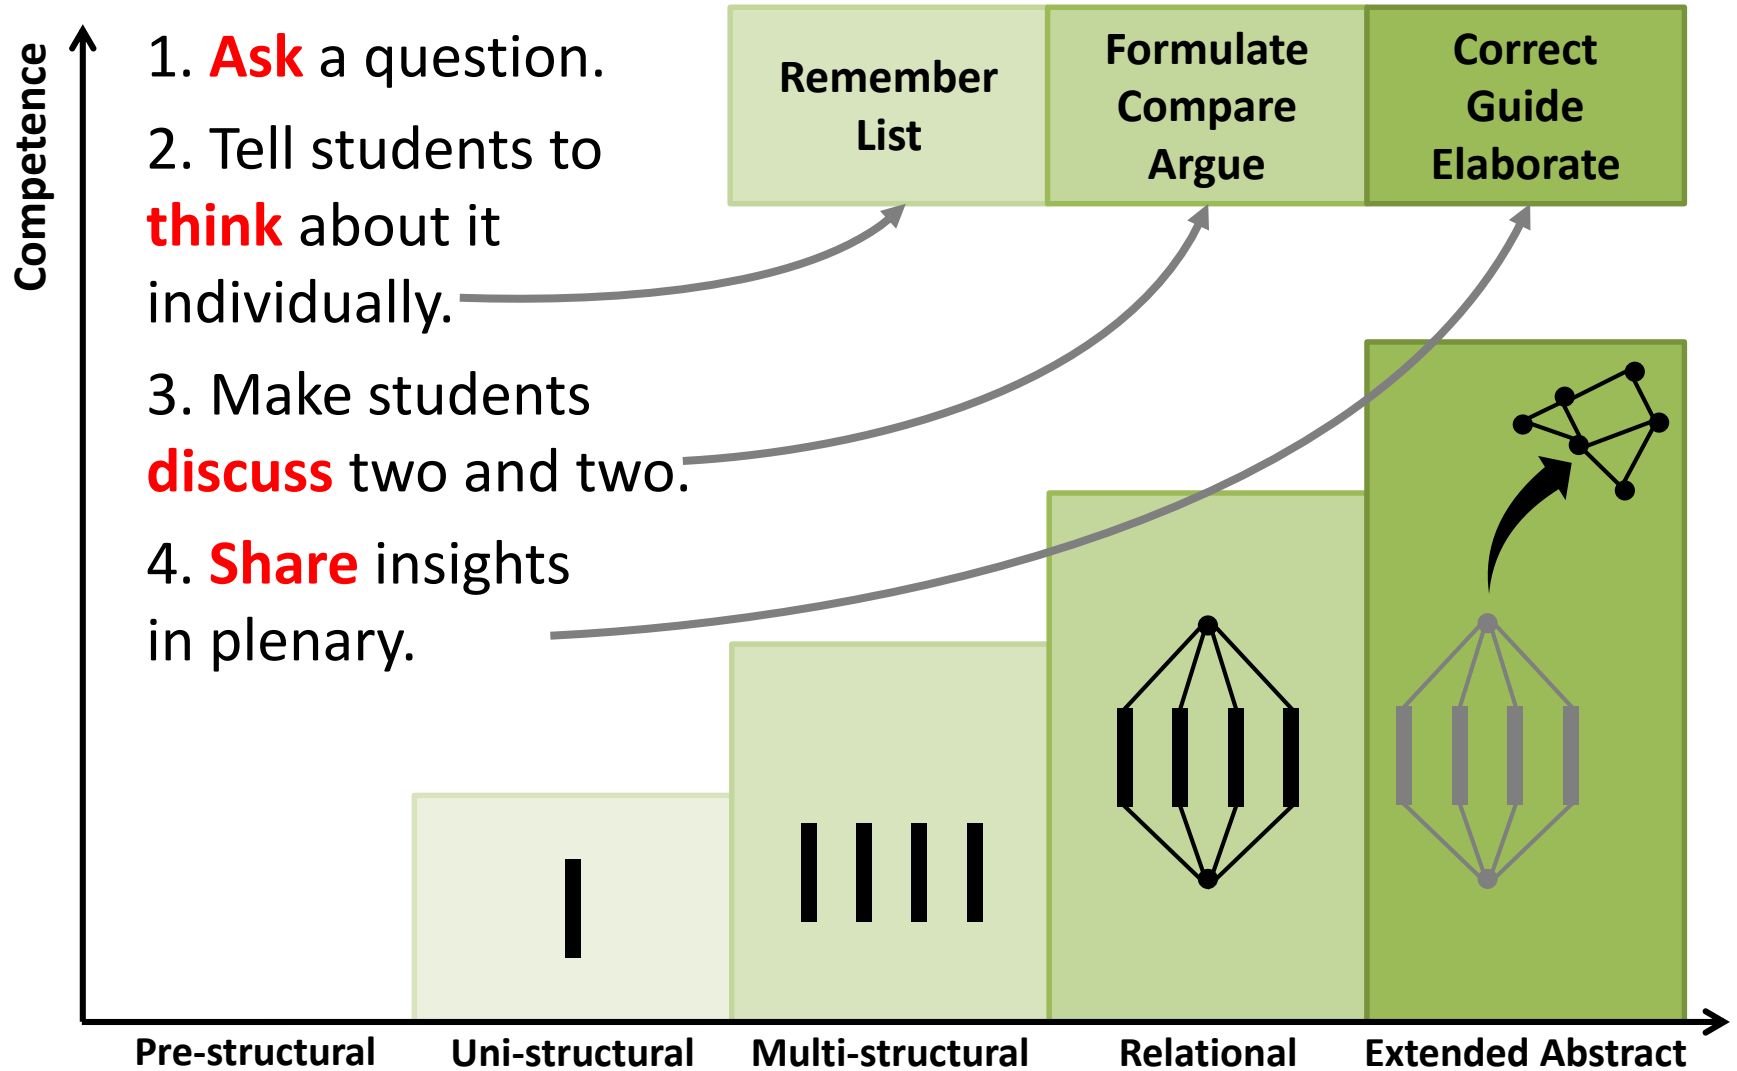 Competence
1. Ask a question.
2. Tell students to
think about it
individually.
3. Make students
discuss two and two.
4. Share insights
in plenary.
Remember
List
Formulate
Compare
Argue
Correct
Guide
Elaborate
Pre-structural
Uni-structural
Multi-structural
Relational
Extended Abstract